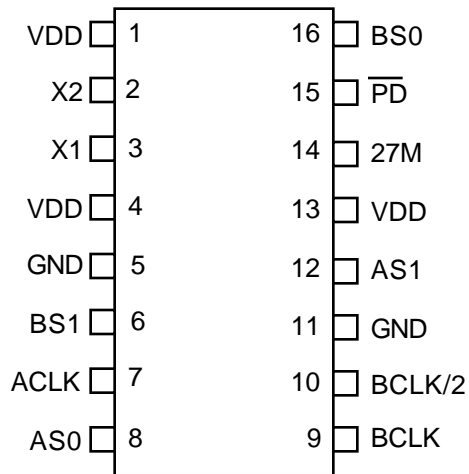 VDD 1 16 BS0
X2 2 15 P̅D̅
X1 3 14 27M
VDD 4 13 VDD
GND 5 12 AS1
BS1 6 11 GND
ACLK 7 10 BCLK/2
AS0 8 9 BCLK